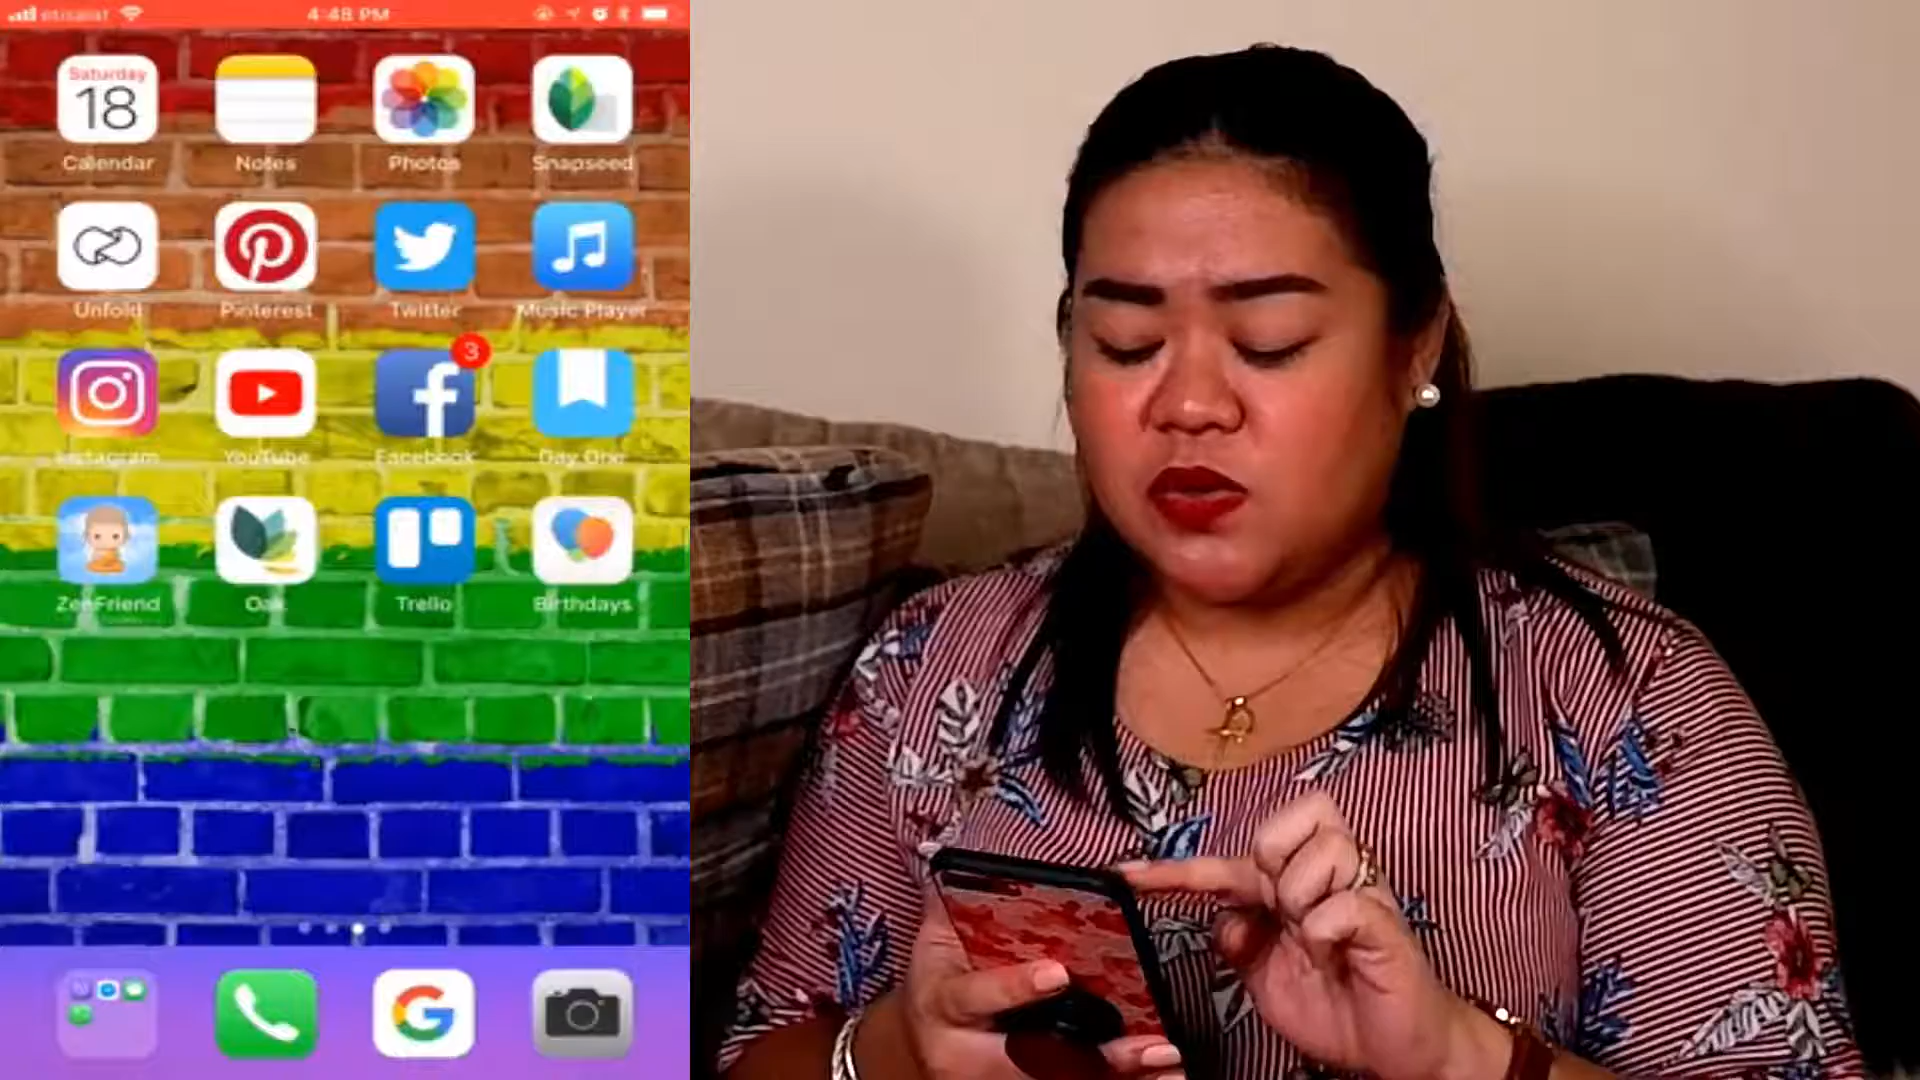 etisalat 4:48 PM
Saturday
18
Calendar Notes Photos Snapseed
Unfold Pinterest Twitter Music Player
3
Instagram YouTube Facebook Day One
ZenFriend Oak Trello Birthdays